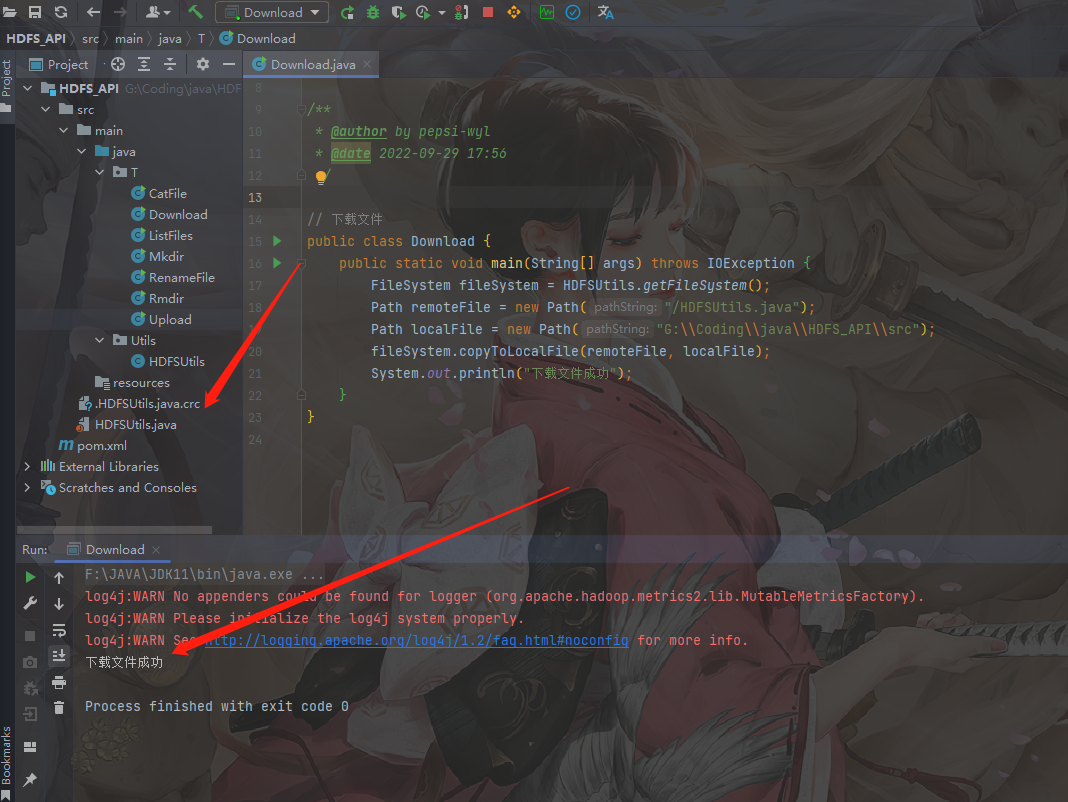 Download
HDFS_API
src
main
java
T
Download
Project
Project
Download.java
HDFS_API G:\Coding\java\HDF
src
main
java
T
CatFile
Download
ListFiles
Mkdir
RenameFile
Rmdir
Upload
Utils
HDFSUtils
resources
.HDFSUtils.java.crc
HDFSUtils.java
pom.xml
External Libraries
Scratches and Consoles
8
9 /**
10 * @author by pepsi-wyl
11 * @date 2022-09-29 17:56
12 /
13
14 // 下载文件
15 public class Download {
16 public static void main(String[] args) throws IOException {
17 FileSystem fileSystem = HDFSUtils.getFileSystem();
18 Path remoteFile = new Path( pathString: "/HDFSUtils.java");
19 Path localFile = new Path( pathString: "G:\\Coding\\java\\HDFS_API\\src");
20 fileSystem.copyToLocalFile(remoteFile, localFile);
21 System.out.println("下载文件成功");
22 }
23 }
24
Run: Download
F:\JAVA\JDK11\bin\java.exe ...
log4j:WARN No appenders could be found for logger (org.apache.hadoop.metrics2.lib.MutableMetricsFactory).
log4j:WARN Please initialize the log4j system properly.
log4j:WARN See http://logging.apache.org/log4j/1.2/faq.html#noconfig for more info.
下载文件成功
Process finished with exit code 0
Bookmarks